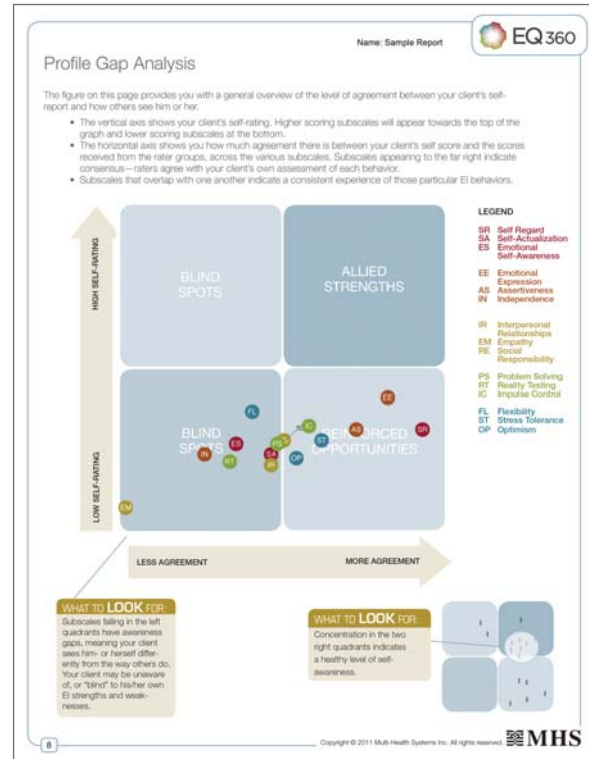 Name: Sample Report
EQ 360
Profile Gap Analysis
The figure on this page provides you with a general overview of the level of agreement between your client's self-
report and how others see him or her.
• The vertical axis shows your client's self-rating. Higher scoring subscales will appear towards the top of the
graph and lower scoring subscales at the bottom.
• The horizontal axis shows you how much agreement there is between your client's self score and the scores
received from the rater groups, across the various subscales. Subscales appearing to the far right indicate
consensus—raters agree with your client's own assessment of each behavior.
• Subscales that overlap with one another indicate a consistent experience of those particular EI behaviors.
HIGH SELF-RATING
LOW SELF-RATING
BLIND
SPOTS
ALLIED
STRENGTHS
BLIND
SPOTS
REINFORCED
OPPORTUNITIES
FL
EE
IC
AS
SR
ES
PS
ST
IN
SA
RT
IR
OP
EM
LESS AGREEMENT
MORE AGREEMENT
LEGEND
SR Self Regard
SA Self-Actualization
ES Emotional
Self-Awareness
EE Emotional
Expression
AS Assertiveness
IN Independence
IR Interpersonal
Relationships
EM Empathy
RE Social
Responsibility
PS Problem Solving
RT Reality Testing
IC Impulse Control
FL Flexibility
ST Stress Tolerance
OP Optimism
WHAT TO LOOK FOR:
Subscales falling in the left
quadrants have awareness
gaps, meaning your client
sees him- or herself differ-
ently from the way others do.
Your client may be unaware
of, or "blind" to his/her own
EI strengths and weak-
nesses.
WHAT TO LOOK FOR:
Concentration in the two
right quadrants indicates
a healthy level of self-
awareness.
8
Copyright © 2011 Multi-Health Systems Inc. All rights reserved.
MHS